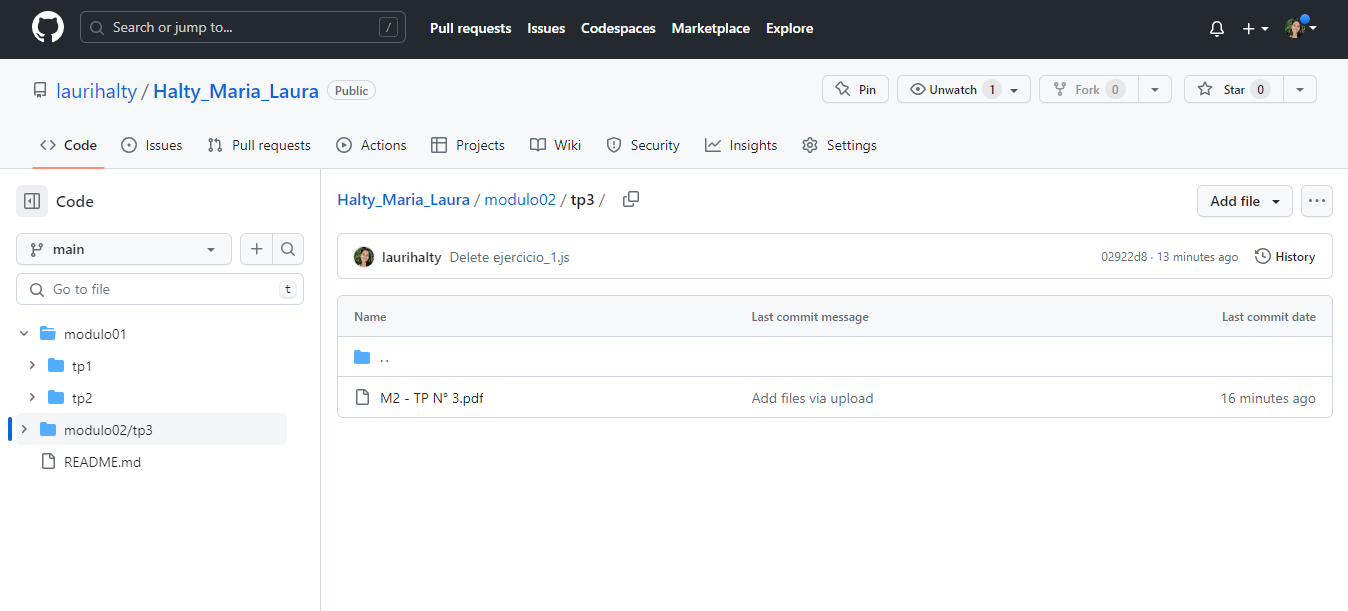 Search or jump to... /
Pull requests Issues Codespaces Marketplace Explore
laurihalty / Halty_Maria_Laura Public
Pin Unwatch 1 Fork 0 Star 0
Code Issues Pull requests Actions Projects Wiki Security Insights Settings
Code
main
Go to file t
modulo01
tp1
tp2
modulo02/tp3
README.md
Halty_Maria_Laura / modulo02 / tp3 /
Add file ...
laurihalty Delete ejercicio_1.js 02922d8 · 13 minutes ago History
Name Last commit message Last commit date
..
M2 - TP N° 3.pdf Add files via upload 16 minutes ago